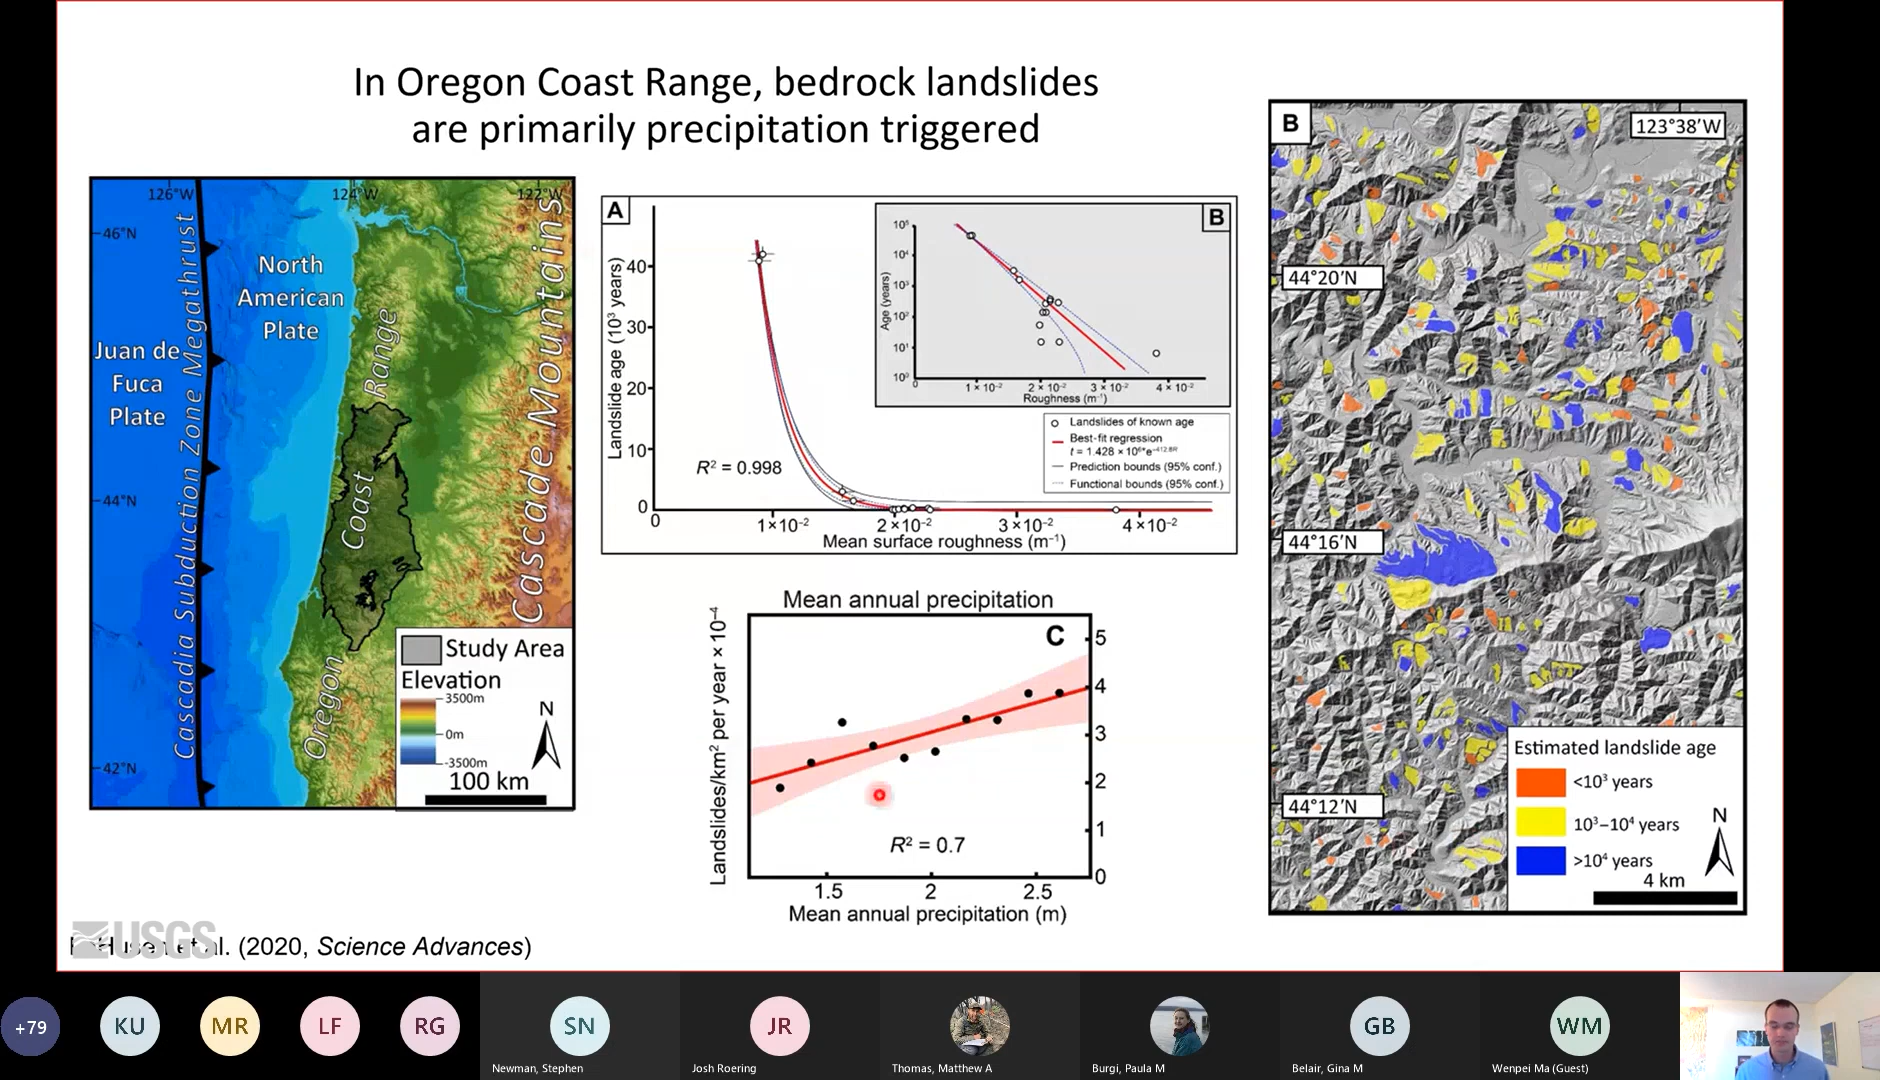 In Oregon Coast Range, bedrock landslides
are primarily precipitation triggered
126°W
124°W
122°W
46°N
44°N
42°N
Cascadia Subduction Zone Megathrust
North
American
Plate
Juan de
Fuca
Plate
Oregon Coast Range
Cascade Mountains
Study Area
Elevation
3500m
0m
-3500m
N
100 km
A
Landslide age (10³ years)
40
30
20
10
0
R² = 0.998
0
1×10⁻²
2×10⁻²
3×10⁻²
4×10⁻²
Mean surface roughness (m⁻¹)
B
Age (years)
10⁵
10⁴
10³
10²
10¹
10⁰
0
1 × 10⁻²
2 × 10⁻²
3 × 10⁻²
4 × 10⁻²
Roughness (m⁻¹)
Landslides of known age
Best-fit regression
t = 1.428 × 10⁶*e⁻⁴¹²·⁸ᴿ
Prediction bounds (95% conf.)
Functional bounds (95% conf.)
Mean annual precipitation
C
Landslides/km² per year × 10⁻⁴
5
4
3
2
1
0
R² = 0.7
1.5
2
2.5
Mean annual precipitation (m)
B
123°38′W
44°20′N
44°16′N
44°12′N
Estimated landslide age
<10³ years
10³–10⁴ years
>10⁴ years
N
4 km
USGS
al. (2020, Science Advances)
+79
KU
MR
LF
RG
SN
Newman, Stephen
JR
Josh Roering
Thomas, Matthew A
Burgi, Paula M
GB
Belair, Gina M
WM
Wenpei Ma (Guest)